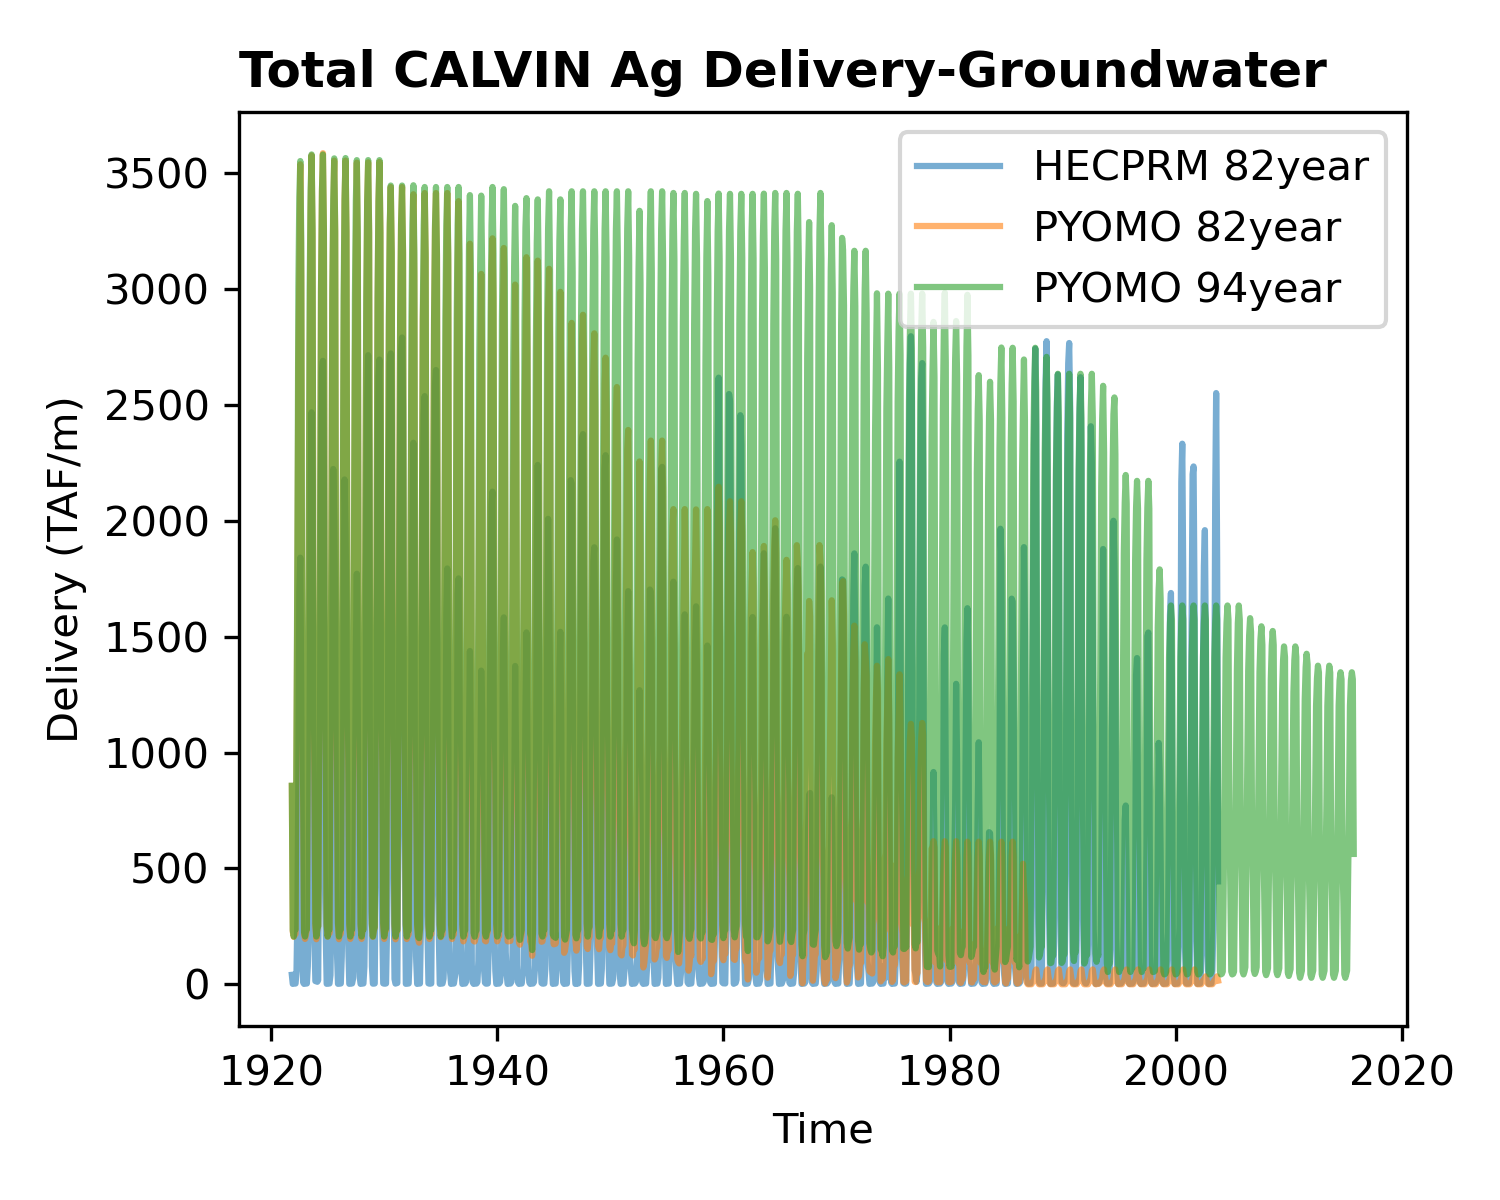 Total CALVIN Ag Delivery-Groundwater
HECPRM 82year
PYOMO 82year
PYOMO 94year
Delivery (TAF/m)
3500
3000
2500
2000
1500
1000
500
0
1920
1940
1960
1980
2000
2020
Time